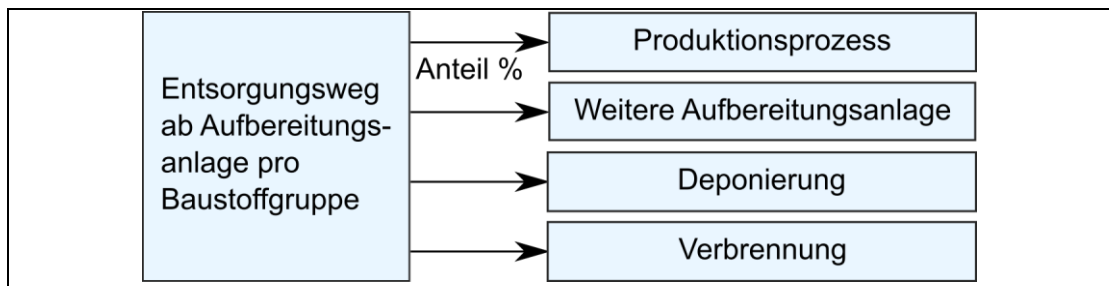 Entsorgungsweg
ab Aufbereitungs-
anlage pro
Baustoffgruppe
Anteil %
Produktionsprozess
Weitere Aufbereitungsanlage
Deponierung
Verbrennung